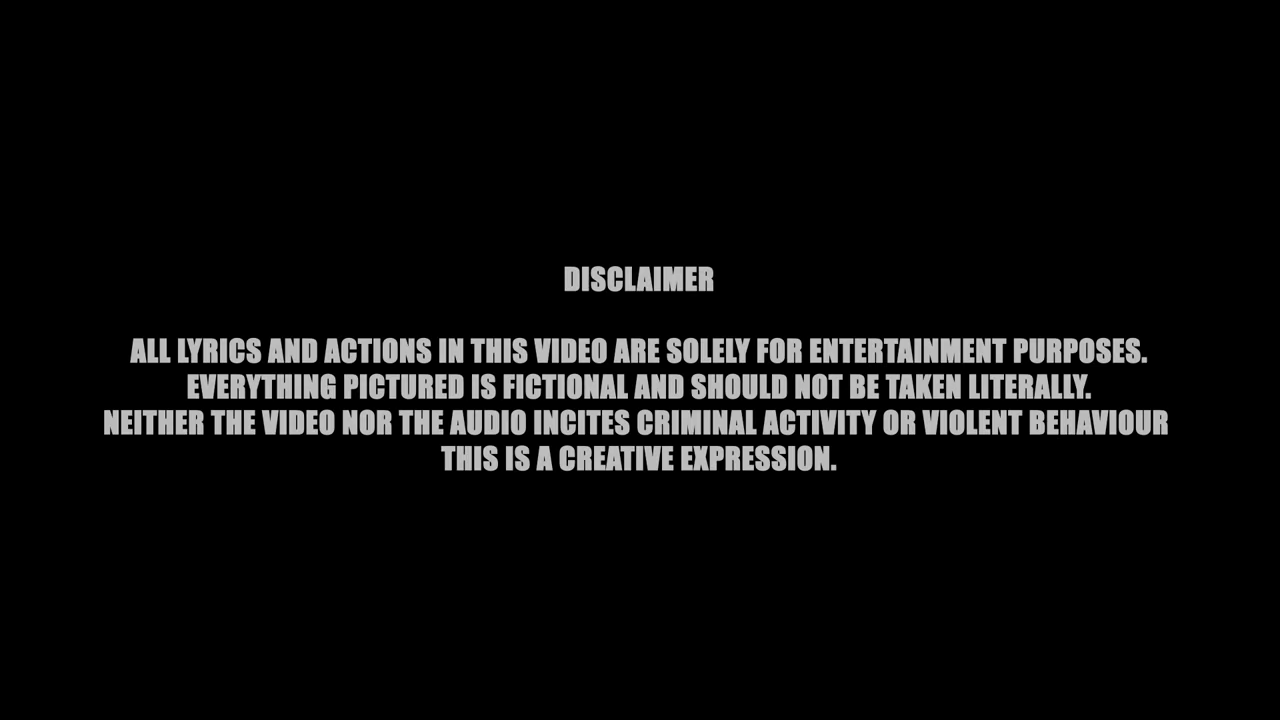 DISCLAIMER
ALL LYRICS AND ACTIONS IN THIS VIDEO ARE SOLELY FOR ENTERTAINMENT PURPOSES.
EVERYTHING PICTURED IS FICTIONAL AND SHOULD NOT BE TAKEN LITERALLY.
NEITHER THE VIDEO NOR THE AUDIO INCITES CRIMINAL ACTIVITY OR VIOLENT BEHAVIOUR
THIS IS A CREATIVE EXPRESSION.